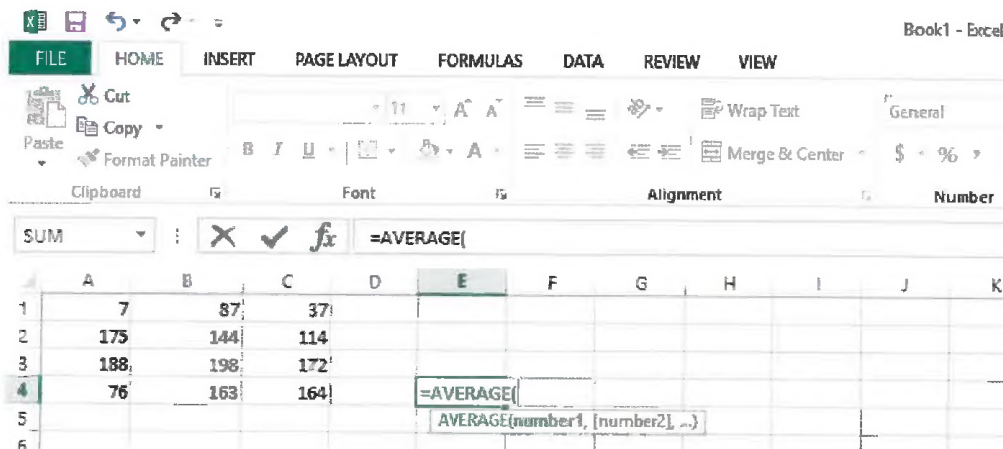 Book1 - Excel
FILE HOME INSERT PAGE LAYOUT FORMULAS DATA REVIEW VIEW
Cut
Copy
Paste
Format Painter
11
B I U
A A
A
Wrap Text
Merge & Center
General
$ % ,
Clipboard Font Alignment Number
SUM fx =AVERAGE(
A B C D E F G H I J K
1 7 87 37
2 175 144 114
3 188 198 172
4 76 163 164 =AVERAGE(
5 AVERAGE(number1, [number2], ...)
6